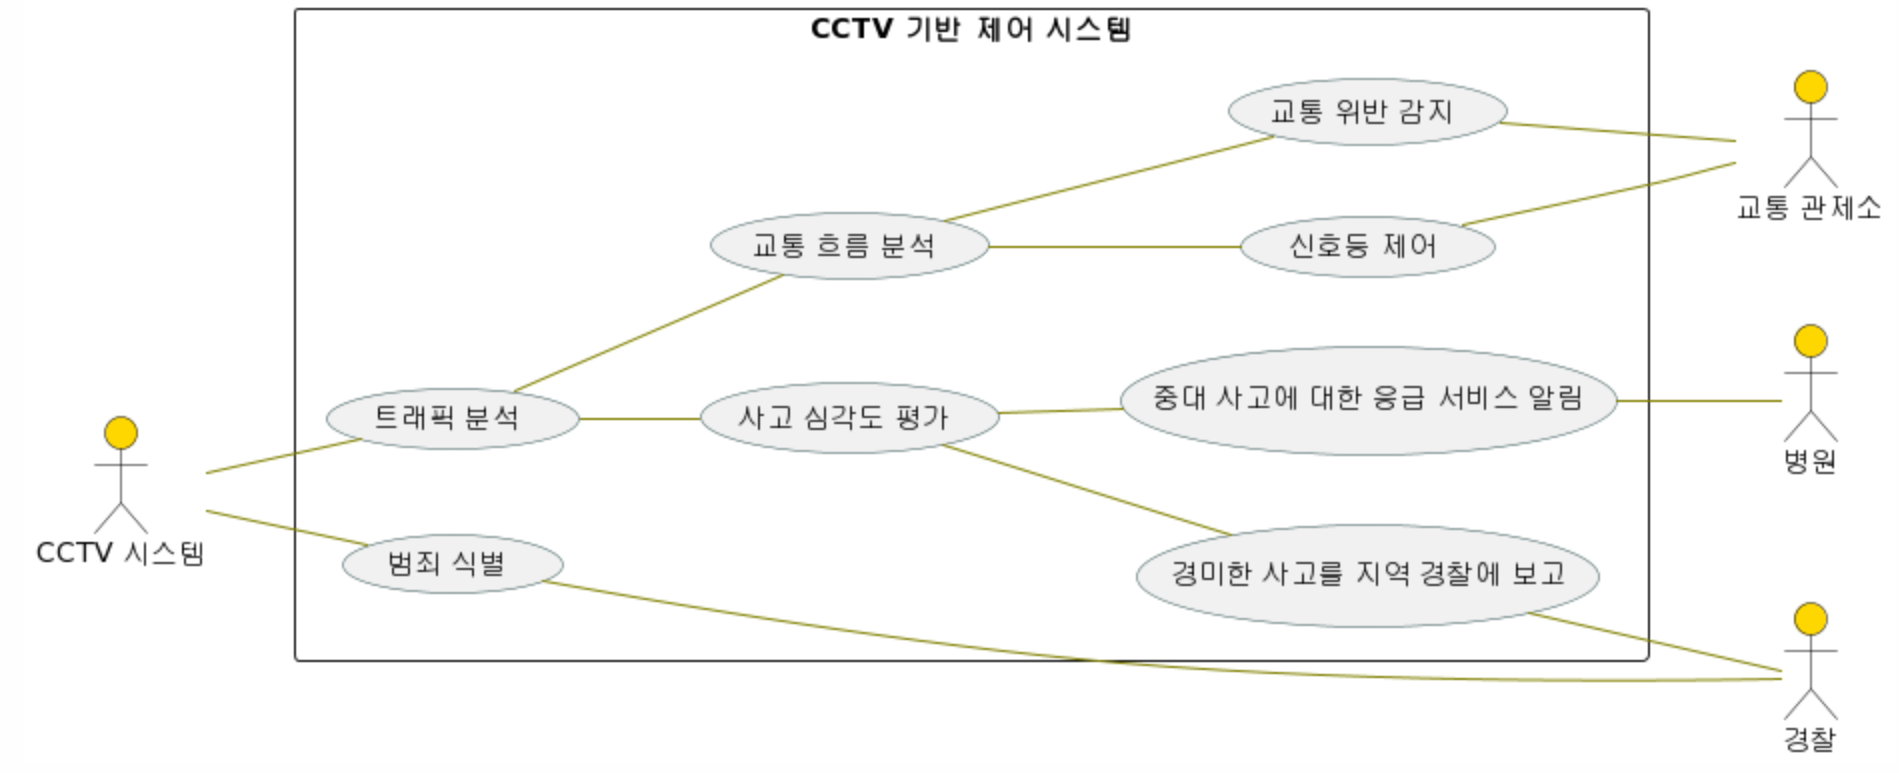 CCTV 기반 제어 시스템
교통 위반 감지
교통 관제소
교통 흐름 분석
신호등 제어
트래픽 분석
사고 심각도 평가
중대 사고에 대한 응급 서비스 알림
병원
CCTV 시스템
범죄 식별
경미한 사고를 지역 경찰에 보고
경찰